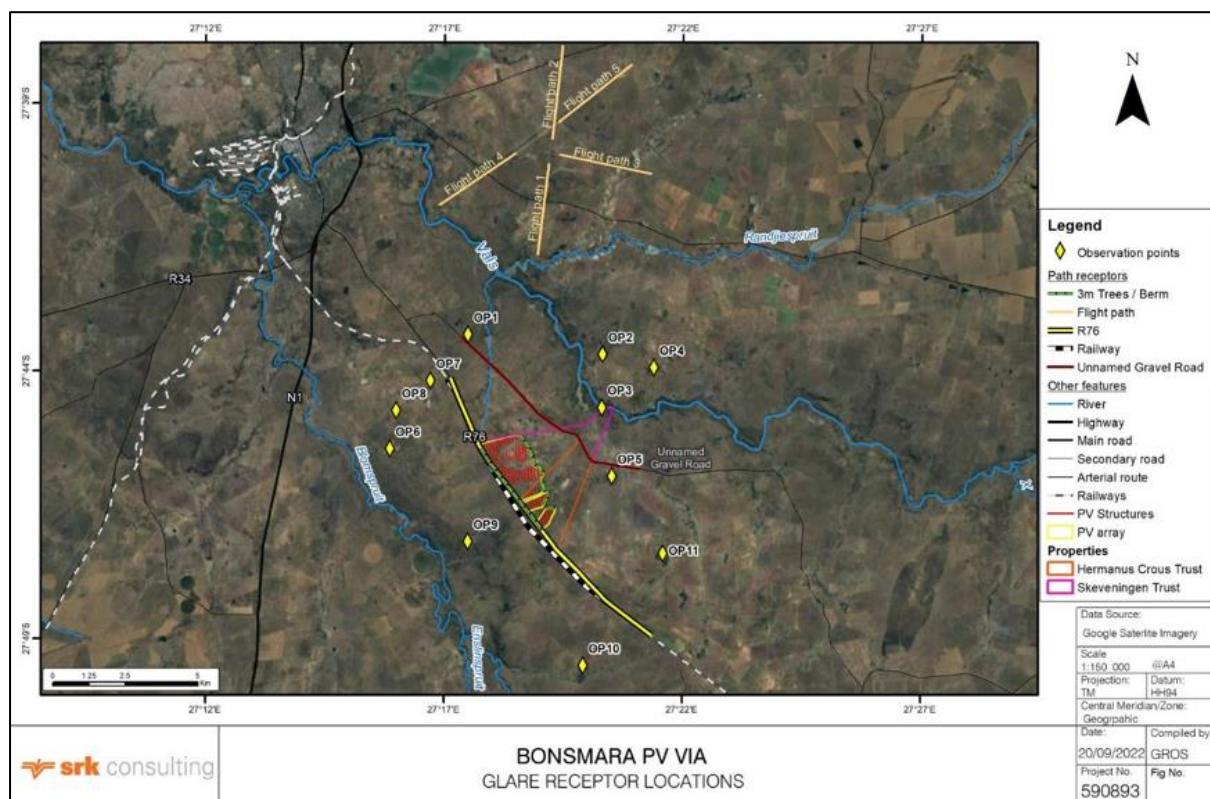 27°12'E
27°17'E
27°22'E
27°27'E
27°39'S
27°44'S
27°49'S
N
Flight path 2
Flight path 5
Flight path 4
Flight path 3
Flight path 1
Vals
Randjiespruit
R34
N1
OP1
OP2
OP4
OP7
OP3
OP8
R76
OP6
Unnamed
Gravel Road
OP5
OP9
OP11
OP10
0 1.25 2.5 5
Km
27°12'E
27°17'E
27°22'E
27°27'E
Legend
Observation points
Path receptors
3m Trees / Berm
Flight path
R76
Railway
Unnamed Gravel Road
Other features
River
Highway
Main road
Secondary road
Arterial route
Railways
PV Structures
PV array
Properties
Hermanus Crous Trust
Skeveningen Trust
Data Source:
Google Saterlite Imagery
Scale
1:150 000 @A4
Projection: Datum:
TM HH94
Central Meridian/Zone:
Geogrpahic
Date: Compiled by
20/09/2022 GROS
Project No. Fig No.
590893
srk consulting
BONSMARA PV VIA
GLARE RECEPTOR LOCATIONS